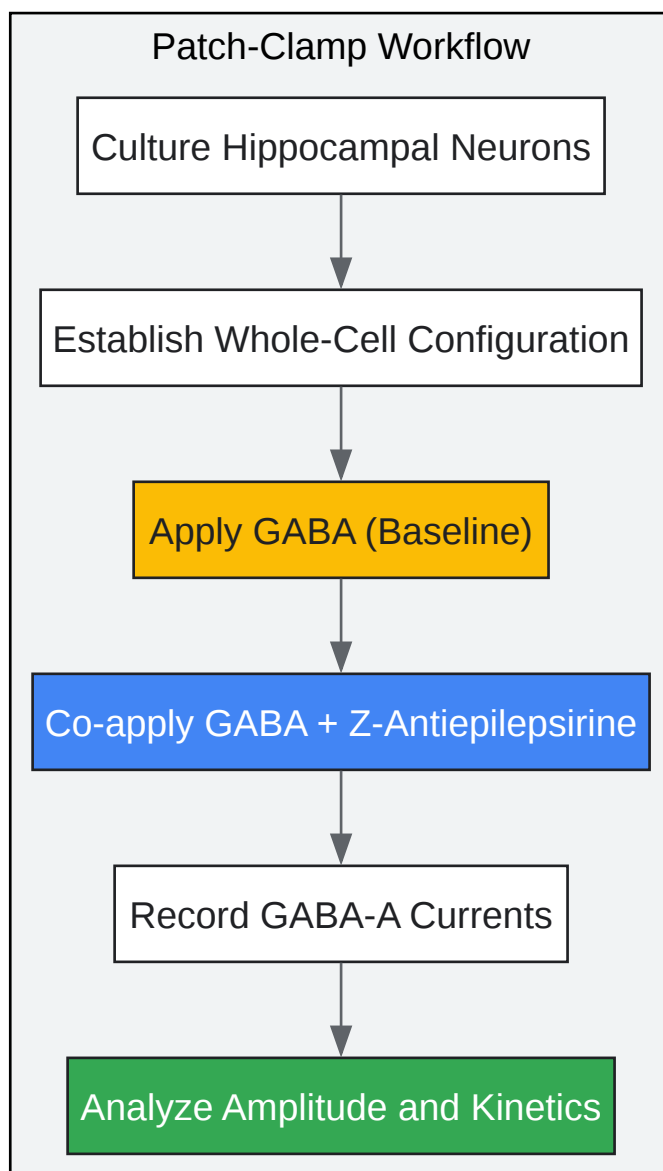 Patch-Clamp Workflow
Culture Hippocampal Neurons
Establish Whole-Cell Configuration
Apply GABA (Baseline)
Co-apply GABA + Z-Antiepilepsirine
Record GABA-A Currents
Analyze Amplitude and Kinetics